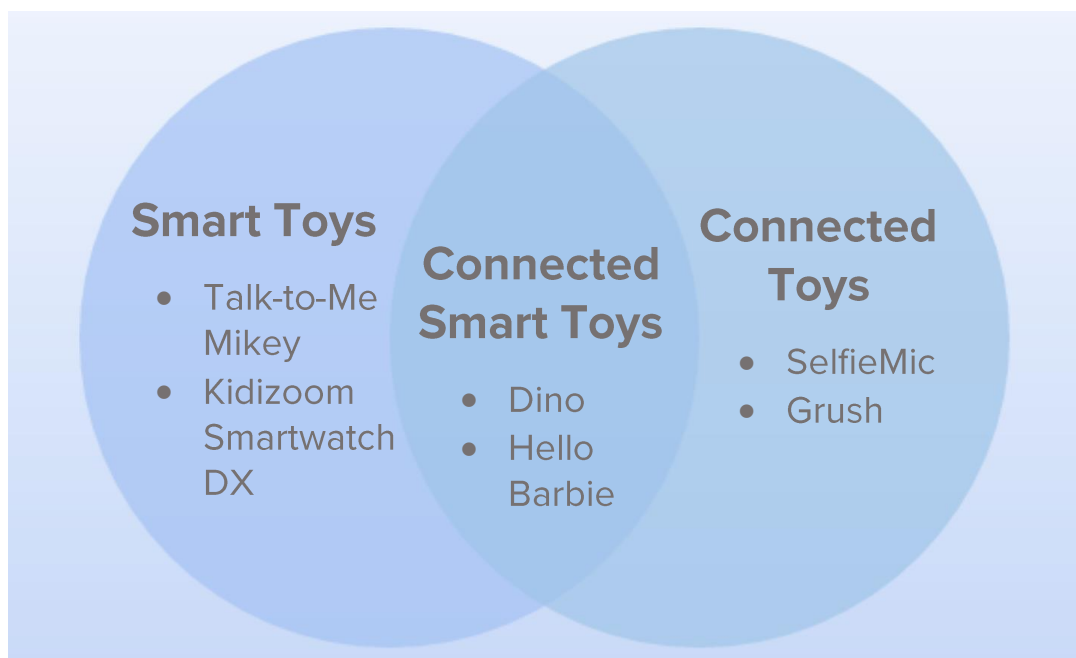 Smart Toys
● Talk-to-Me
Mikey
● Kidizoom
Smartwatch
DX
Connected
Smart Toys
● Dino
● Hello
Barbie
Connected
Toys
● SelfieMic
● Grush